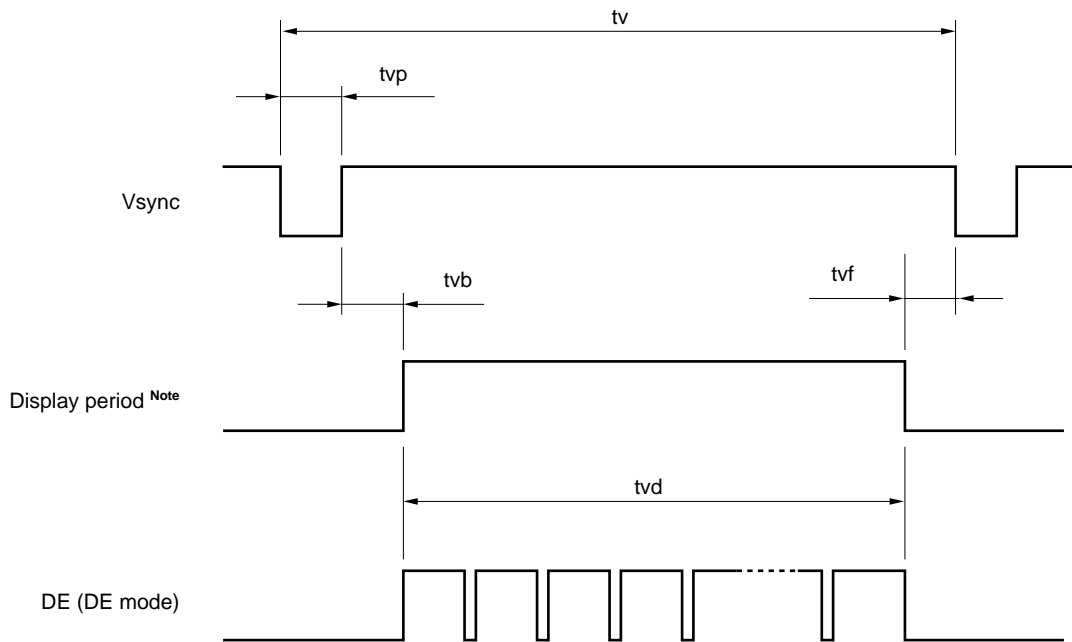 tv
tvp
Vsync
tvb
tvf
Display period Note
tvd
DE (DE mode)